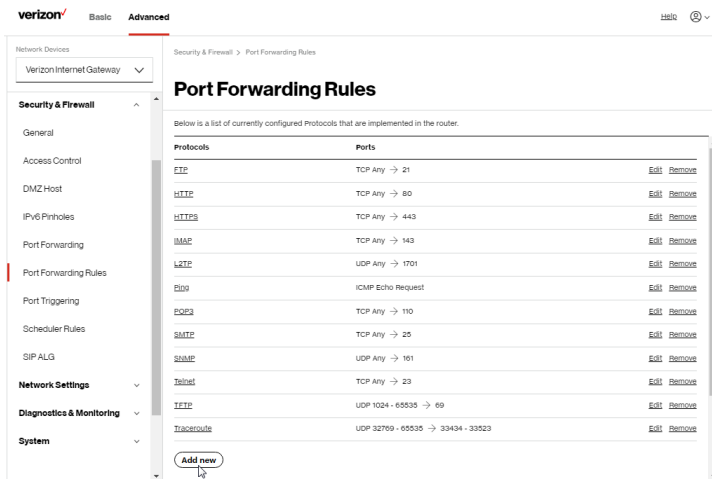 verizon✓ Basic Advanced Help
Network Devices
Verizon Internet Gateway
Security & Firewall
General
Access Control
DMZ Host
IPv6 Pinholes
Port Forwarding
Port Forwarding Rules
Port Triggering
Scheduler Rules
SIP ALG
Network Settings
Diagnostics & Monitoring
System
Security & Firewall > Port Forwarding Rules
Port Forwarding Rules
Below is a list of currently configured Protocols that are implemented in the router.
Protocols Ports
FTP TCP Any → 21 Edit Remove
HTTP TCP Any → 80 Edit Remove
HTTPS TCP Any → 443 Edit Remove
IMAP TCP Any → 143 Edit Remove
L2TP UDP Any → 1701 Edit Remove
Ping ICMP Echo Request Edit Remove
POP3 TCP Any → 110 Edit Remove
SMTP TCP Any → 25 Edit Remove
SNMP UDP Any → 161 Edit Remove
Telnet TCP Any → 23 Edit Remove
TFTP UDP 1024 - 65535 → 69 Edit Remove
Traceroute UDP 32769 - 65535 → 33434 - 33523 Edit Remove
Add new